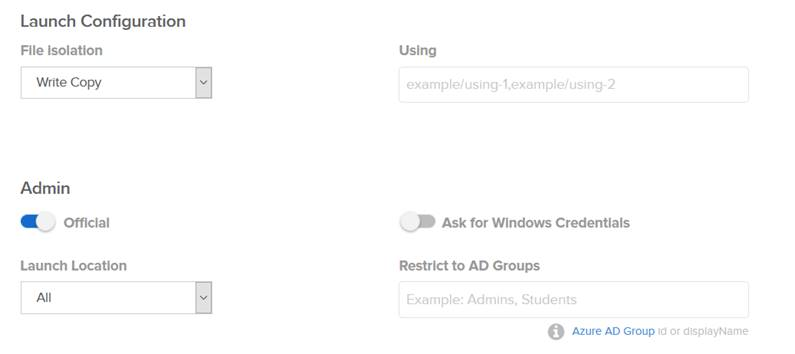 Launch Configuration
File isolation
Using
Write Copy
example/using-1,example/using-2
Admin
Official
Ask for Windows Credentials
Launch Location
Restrict to AD Groups
All
Example: Admins, Students
Azure AD Group id or displayName